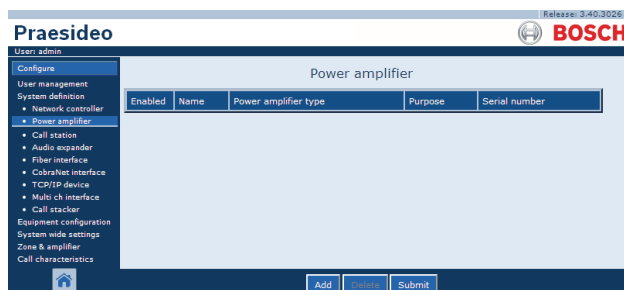 Release: 3.40.3026
Praesideo
BOSCH
User: admin
Configure
User management
System definition
• Network controller
• Power amplifier
• Call station
• Audio expander
• Fiber interface
• CobraNet interface
• TCP/IP device
• Multi ch interface
• Call stacker
Equipment configuration
System wide settings
Zone & amplifier
Call characteristics
Power amplifier
Enabled Name Power amplifier type Purpose Serial number
Add Delete Submit